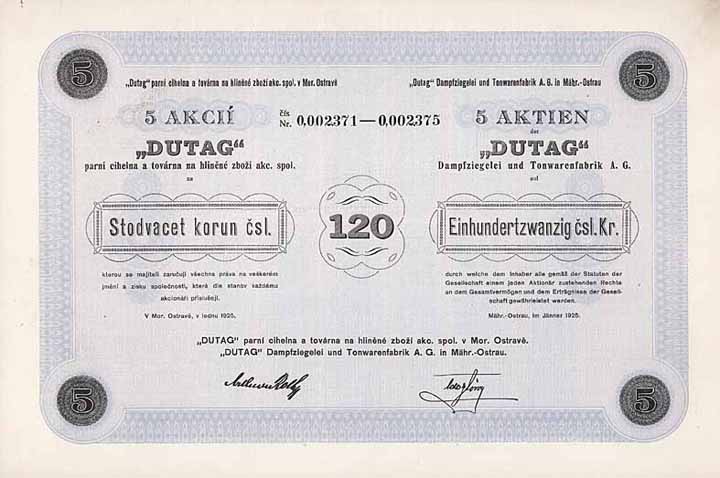 5
5
„Dutag“ parní cihelna a továrna na hliněné zboží akc. spol. v Mor. Ostravě
„Dutag“ Dampfziegelei und Tonwarenfabrik A. G. in Mähr.-Ostrau
5 AKCIÍ
„DUTAG“
parní cihelna a továrna na hliněné zboží akc. spol.
na
Stodvacet korun čsl.
kterou se majiteli zaručují všechna práva na veškerém
jmění a zisku společnosti, která dle stanov každému
akcionáři příslušejí.
V Mor. Ostravě, v lednu 1925.
čís.
Nr. 0,002.371—0,002.375
120
5 AKTIEN
der
„DUTAG“
Dampfziegelei und Tonwarenfabrik A. G.
auf
Einhundertzwanzig čsl. Kr.
durch welche dem Inhaber alle gemäß der Statuten der
Gesellschaft einem jeden Aktionär zustehenden Rechte
an dem Gesamtvermögen und dem Erträgnisse der Gesell-
schaft gewährleistet werden.
Mähr.-Ostrau, im Jänner 1925.
„DUTAG“ parní cihelna a továrna na hliněné zboží akc. spol. v Mor. Ostravě.
„DUTAG“ Dampfziegelei und Tonwarenfabrik A. G. in Mähr.-Ostrau.
5
5